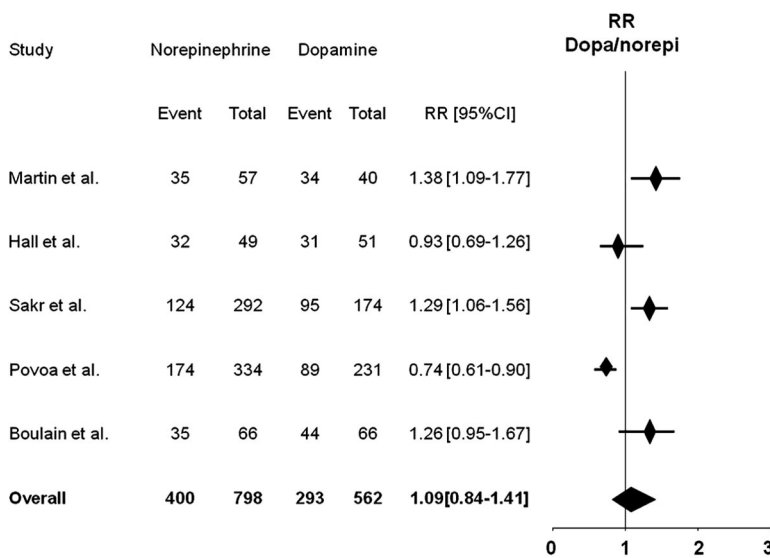 RR
Dopa/norepi
Study Norepinephrine Dopamine
Event Total Event Total RR [95%CI]
Martin et al. 35 57 34 40 1.38 [1.09-1.77]
Hall et al. 32 49 31 51 0.93 [0.69-1.26]
Sakr et al. 124 292 95 174 1.29 [1.06-1.56]
Povoa et al. 174 334 89 231 0.74 [0.61-0.90]
Boulain et al. 35 66 44 66 1.26 [0.95-1.67]
Overall 400 798 293 562 1.09[0.84-1.41]
0 1 2 3